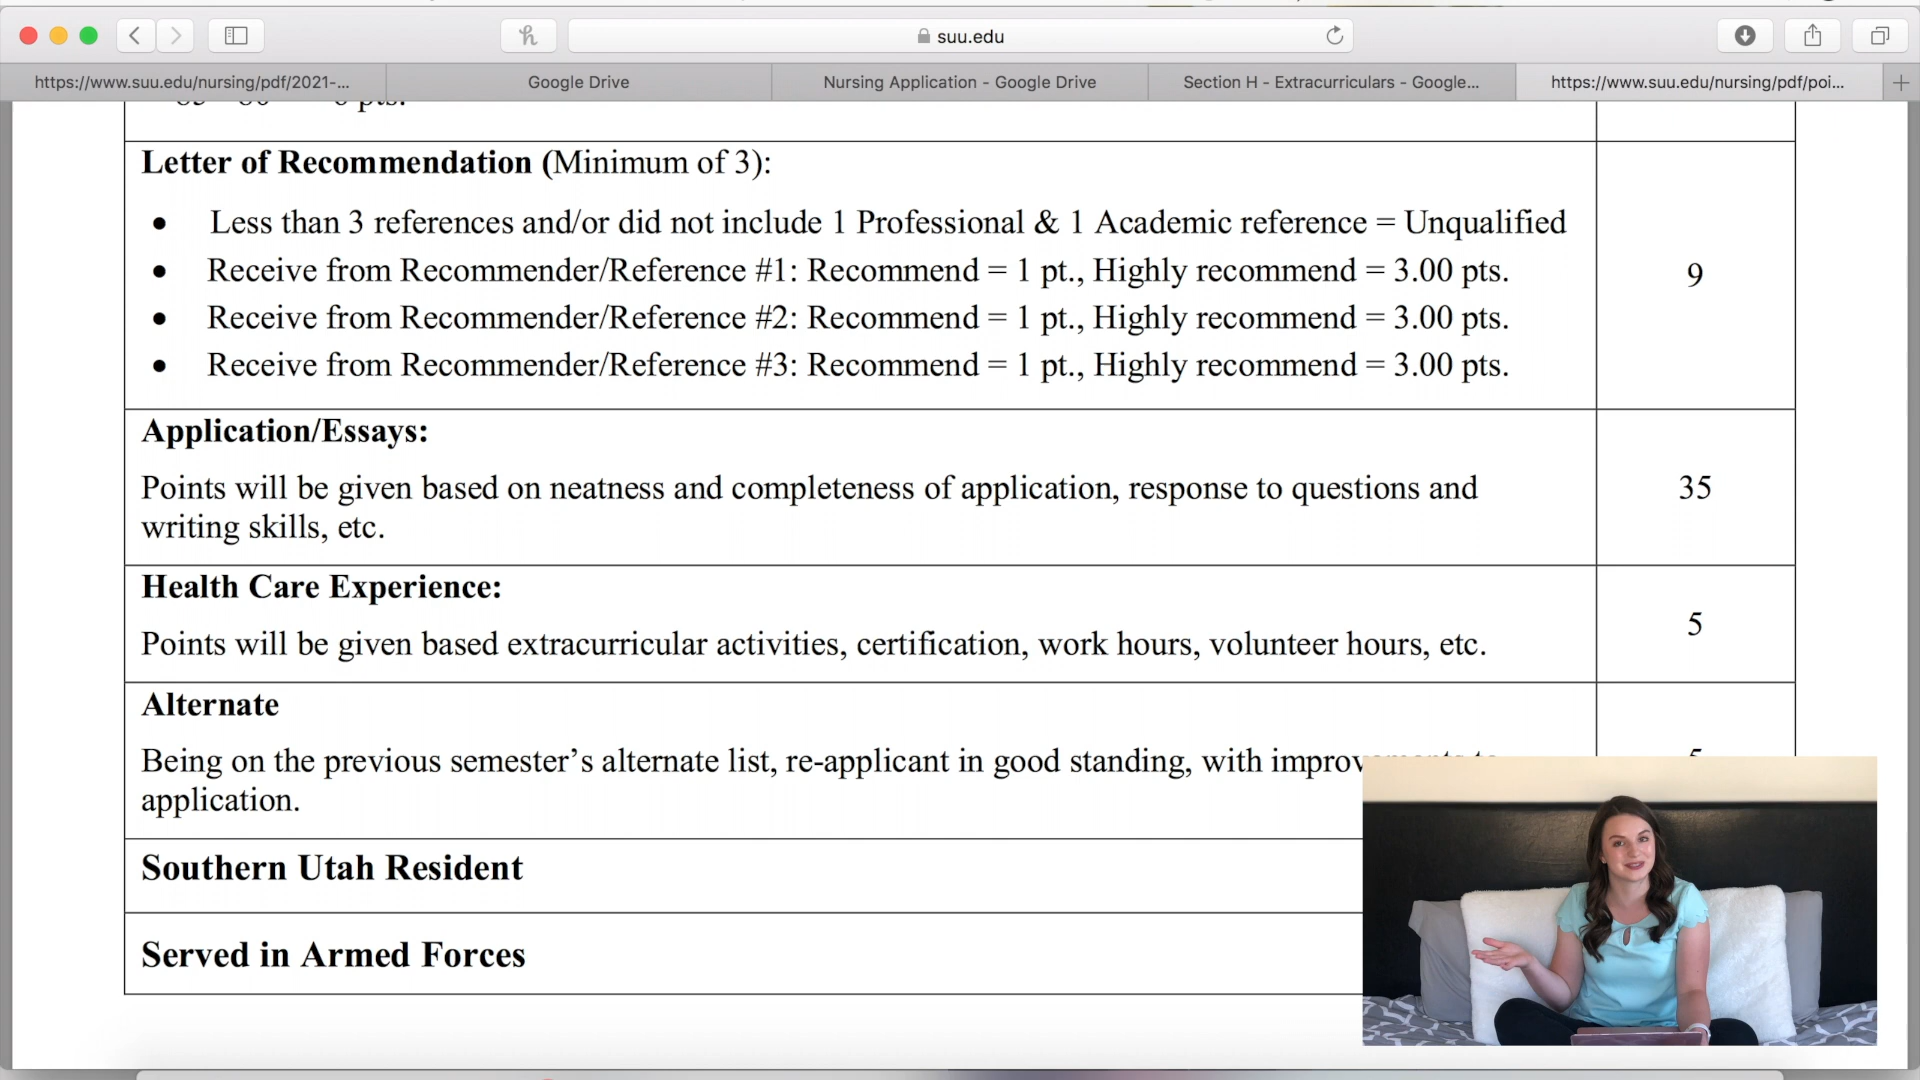 suu.edu
https://www.suu.edu/nursing/pdf/2021-...
Google Drive
Nursing Application - Google Drive
Section H - Extracurriculars - Google...
https://www.suu.edu/nursing/pdf/poi...
Letter of Recommendation (Minimum of 3):
• Less than 3 references and/or did not include 1 Professional & 1 Academic reference = Unqualified
• Receive from Recommender/Reference #1: Recommend = 1 pt., Highly recommend = 3.00 pts.
9
• Receive from Recommender/Reference #2: Recommend = 1 pt., Highly recommend = 3.00 pts.
• Receive from Recommender/Reference #3: Recommend = 1 pt., Highly recommend = 3.00 pts.
Application/Essays:
Points will be given based on neatness and completeness of application, response to questions and
writing skills, etc.
35
Health Care Experience:
Points will be given based extracurricular activities, certification, work hours, volunteer hours, etc.
5
Alternate
Being on the previous semester's alternate list, re-applicant in good standing, with
application.
Southern Utah Resident
Served in Armed Forces